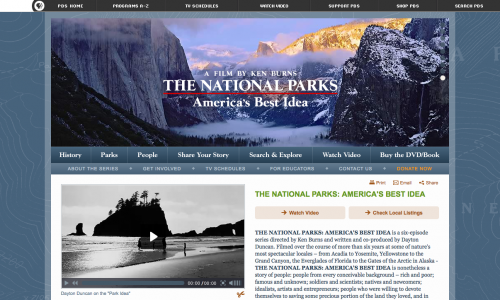 PBS HOME PROGRAMS A-Z TV SCHEDULES WATCH VIDEO SUPPORT PBS SHOP PBS SEARCH PBS
A FILM BY KEN BURNS
THE NATIONAL PARKS
America's Best Idea
History Parks People Share Your Story Search & Explore Watch Video Buy the DVD/Book
ABOUT THE SERIES GET INVOLVED TV SCHEDULES FOR EDUCATORS CONTACT US DONATE NOW
Print Email Share
THE NATIONAL PARKS: AMERICA'S BEST IDEA
Watch Video Check Local Listings
THE NATIONAL PARKS: AMERICA'S BEST IDEA is a six-episode
series directed by Ken Burns and written and co-produced by Dayton
Duncan. Filmed over the course of more than six years at some of nature's
most spectacular locales – from Acadia to Yosemite, Yellowstone to
the Grand Canyon, the Everglades of Florida to the Gates of the Arctic in Alaska -
THE NATIONAL PARKS: AMERICA'S BEST IDEA is nonetheless a
story of people: people from every conceivable background – rich and poor;
famous and unknown; soldiers and scientists; natives and newcomers;
idealists, artists and entrepreneurs; people who were willing to devote
themselves to saving some precious portion of the land they loved, and in
00:00 / 00:00
Dayton Duncan on the "Park Idea"